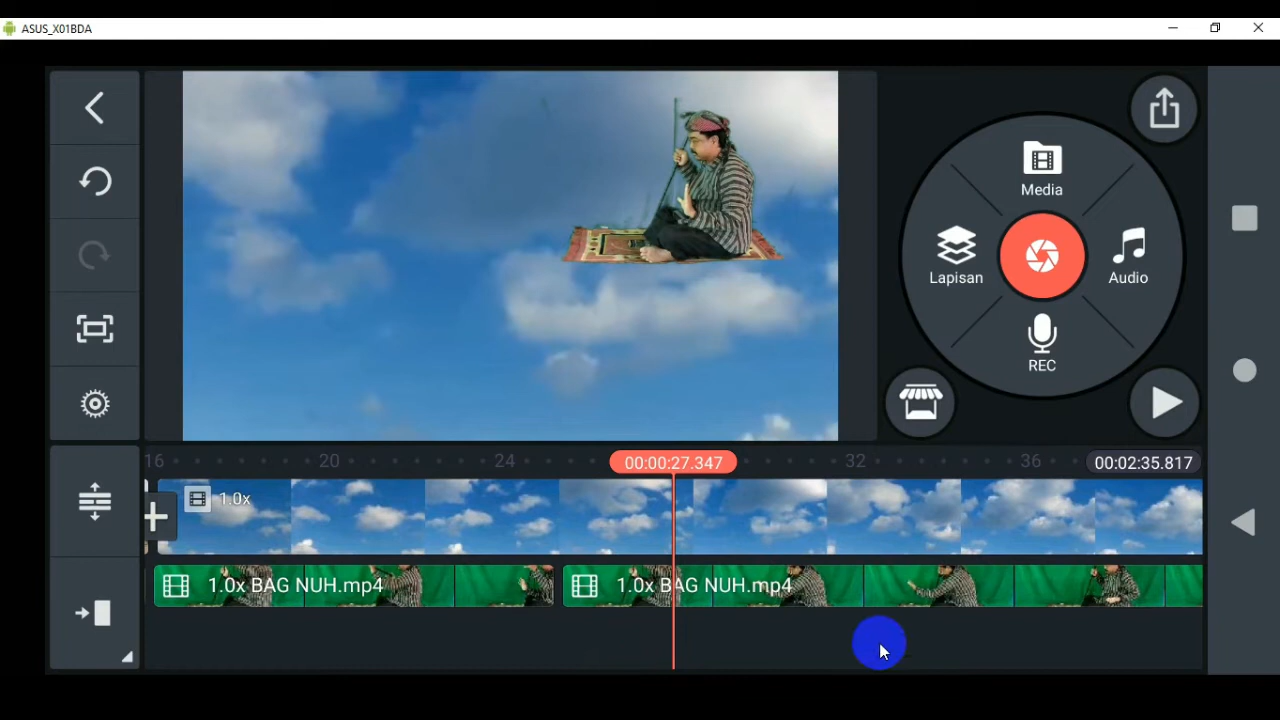 ASUS_X01BDA
Media
Lapisan
Audio
REC
16
20
24
00:00:27.347
32
36
00:02:35.817
1.0x
1.0x BAG NUH.mp4
1.0x BAG NUH.mp4